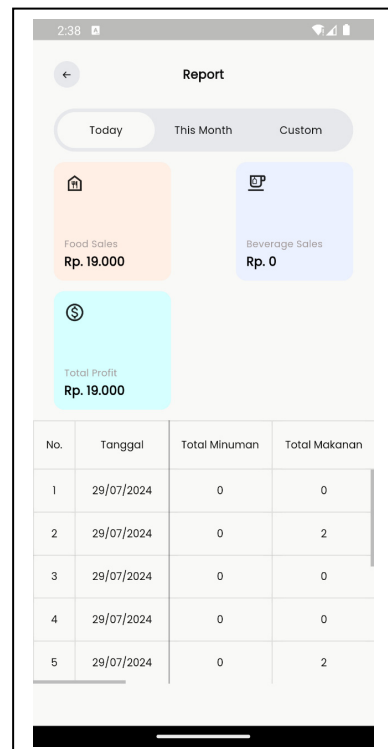 2:38 A
Report
Today This Month Custom
Food Sales
Rp. 19.000
Beverage Sales
Rp. 0
Total Profit
Rp. 19.000
No. Tanggal Total Minuman Total Makanan
1 29/07/2024 0 0
2 29/07/2024 0 2
3 29/07/2024 0 0
4 29/07/2024 0 0
5 29/07/2024 0 2